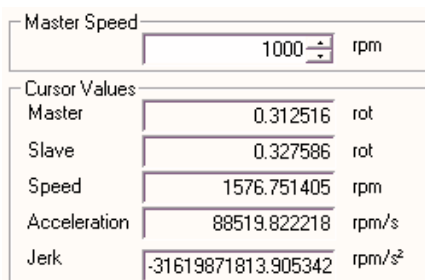 Master Speed
1000 rpm
Cursor Values
Master 0.312516 rot
Slave 0.327586 rot
Speed 1576.751405 rpm
Acceleration 88519.822218 rpm/s
Jerk -31619871813.905342 rpm/s²